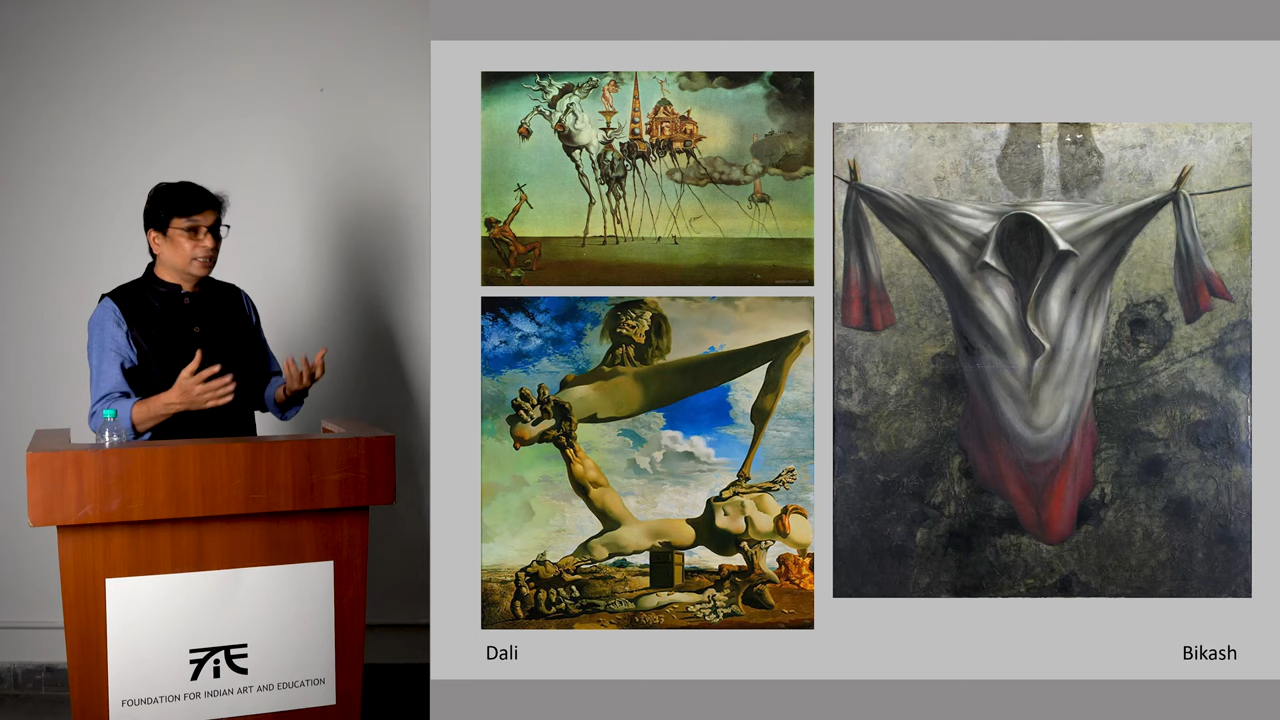 Dali
Bikash
FIE
FOUNDATION FOR INDIAN ART AND EDUCATION